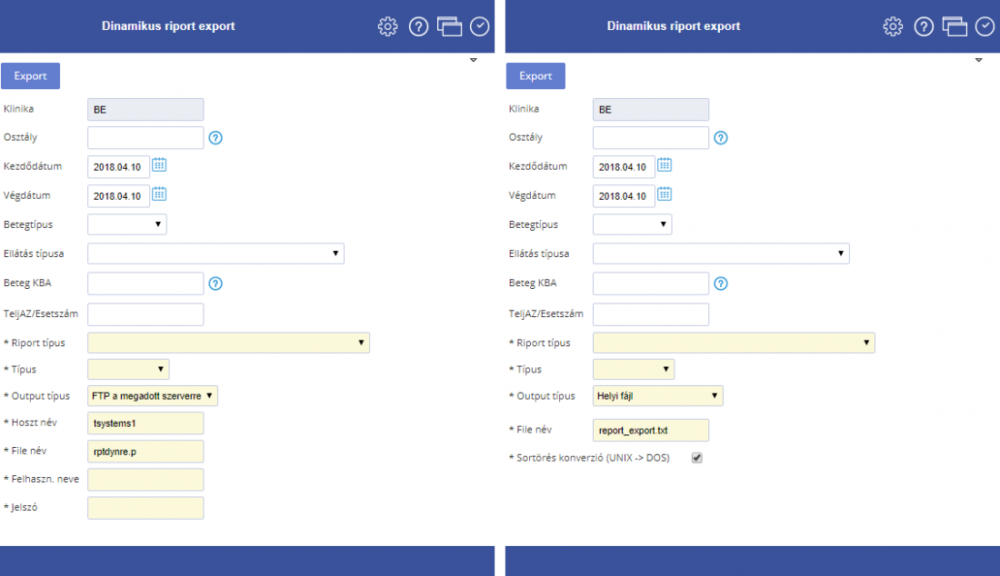 Dinamikus riport export
Export
Klinika BE
Osztály
Kezdődátum 2018.04.10
Végdátum 2018.04.10
Betegtípus
Ellátás típusa
Beteg KBA
TeljAZ/Esetszám
* Riport típus
* Típus
* Output típus FTP a megadott szerverre
* Hoszt név tsystems1
* File név rptdynre.p
* Felhaszn. neve
* Jelszó
Dinamikus riport export
Export
Klinika BE
Osztály
Kezdődátum 2018.04.10
Végdátum 2018.04.10
Betegtípus
Ellátás típusa
Beteg KBA
TeljAZ/Esetszám
* Riport típus
* Típus
* Output típus Helyi fájl
* File név report_export.txt
* Sortörés konverzió (UNIX -> DOS)